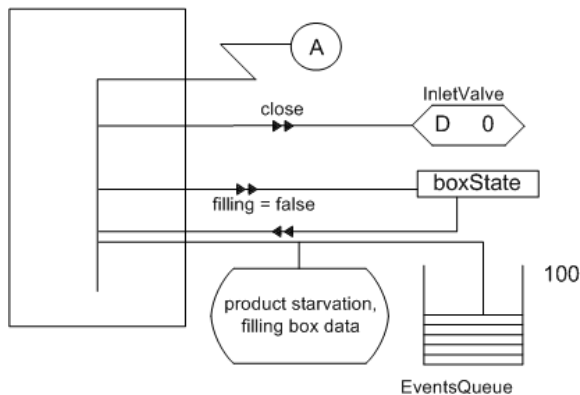 A
close
InletValve
D 0
boxState
filling = false
100
product starvation,
filling box data
EventsQueue